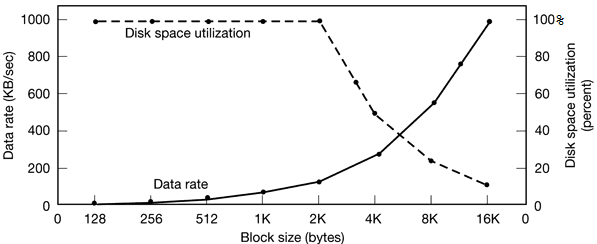 1000
800
600
400
200
0
Data rate (KB/sec)
Disk space utilization
Data rate
100%
80
60
40
20
0
Disk space utilization
(percent)
0 128 256 512 1K 2K 4K 8K 16K 0
Block size (bytes)